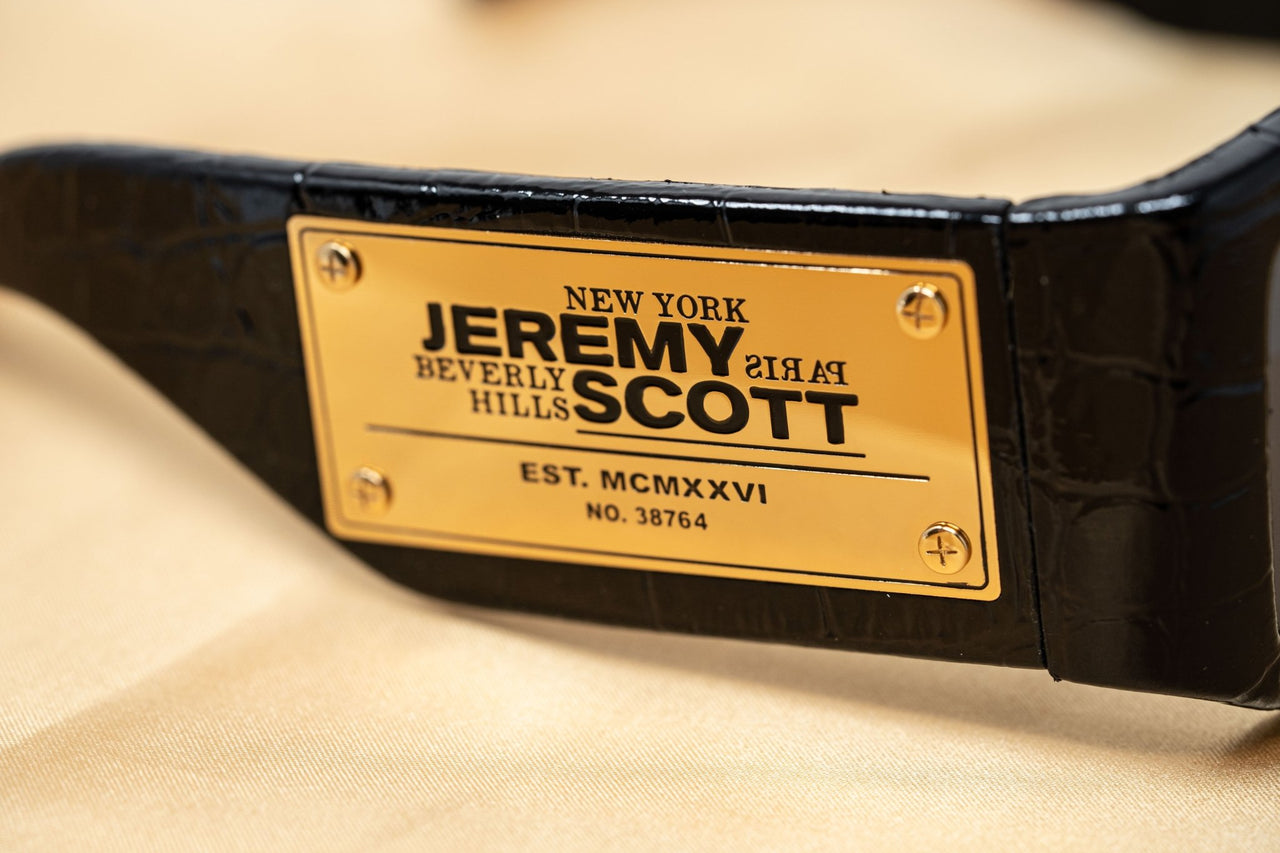 NEW YORK
JEREMY
PARIS
BEVERLY
HILLS
SCOTT
EST. MCMXXVI
NO. 38764